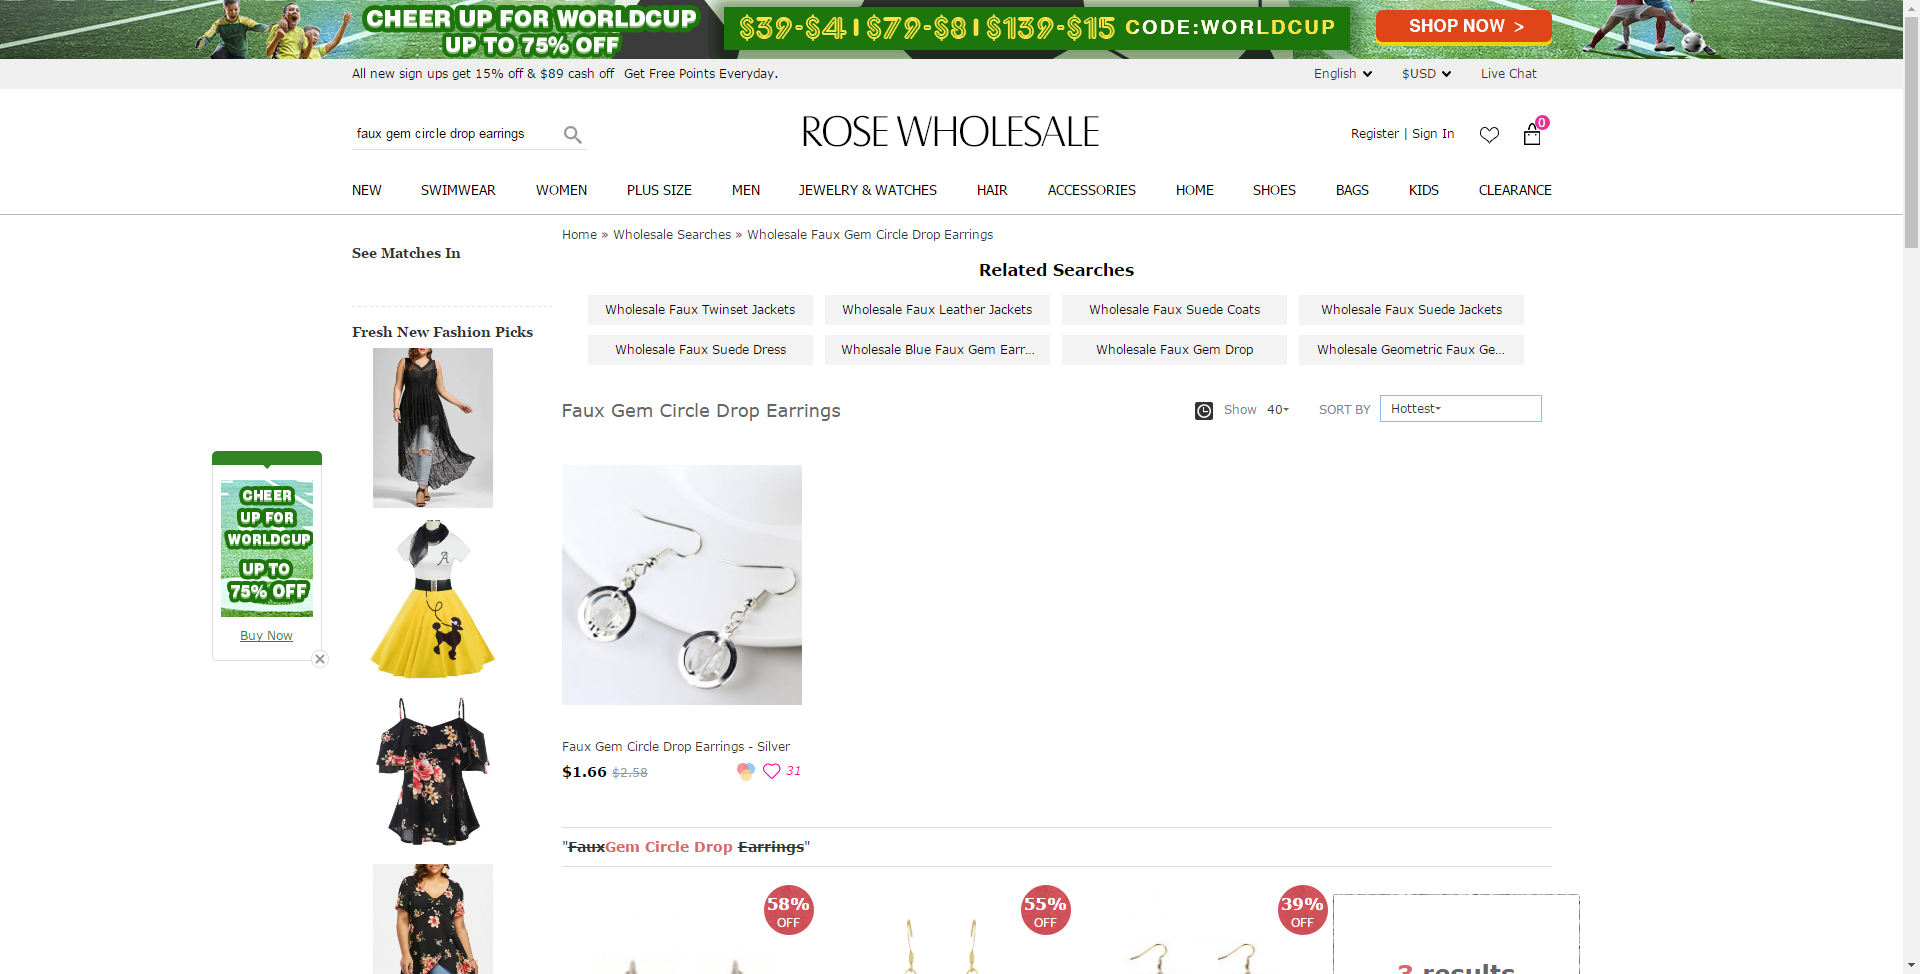 CHEER UP FOR WORLDCUP
UP TO 75% OFF
$39-$4 | $79-$8 | $139-$15 CODE:WORLDCUP
SHOP NOW >
All new sign ups get 15% off & $89 cash off Get Free Points Everyday.
English $USD Live Chat
faux gem circle drop earrings
ROSE WHOLESALE
Register | Sign In
0
NEW SWIMWEAR WOMEN PLUS SIZE MEN JEWELRY & WATCHES HAIR ACCESSORIES HOME SHOES BAGS KIDS CLEARANCE
Home » Wholesale Searches » Wholesale Faux Gem Circle Drop Earrings
See Matches In
Related Searches
Wholesale Faux Twinset Jackets Wholesale Faux Leather Jackets Wholesale Faux Suede Coats Wholesale Faux Suede Jackets
Wholesale Faux Suede Dress Wholesale Blue Faux Gem Earr... Wholesale Faux Gem Drop Wholesale Geometric Faux Ge...
Fresh New Fashion Picks
Faux Gem Circle Drop Earrings
Show 40 SORT BY Hottest
CHEER
UP FOR
WORLDCUP
UP TO
75% OFF
Buy Now
A
Faux Gem Circle Drop Earrings - Silver
$1.66 $2.58 31
"FauxGem Circle Drop Earrings"
58% OFF
55% OFF
39% OFF
3 results